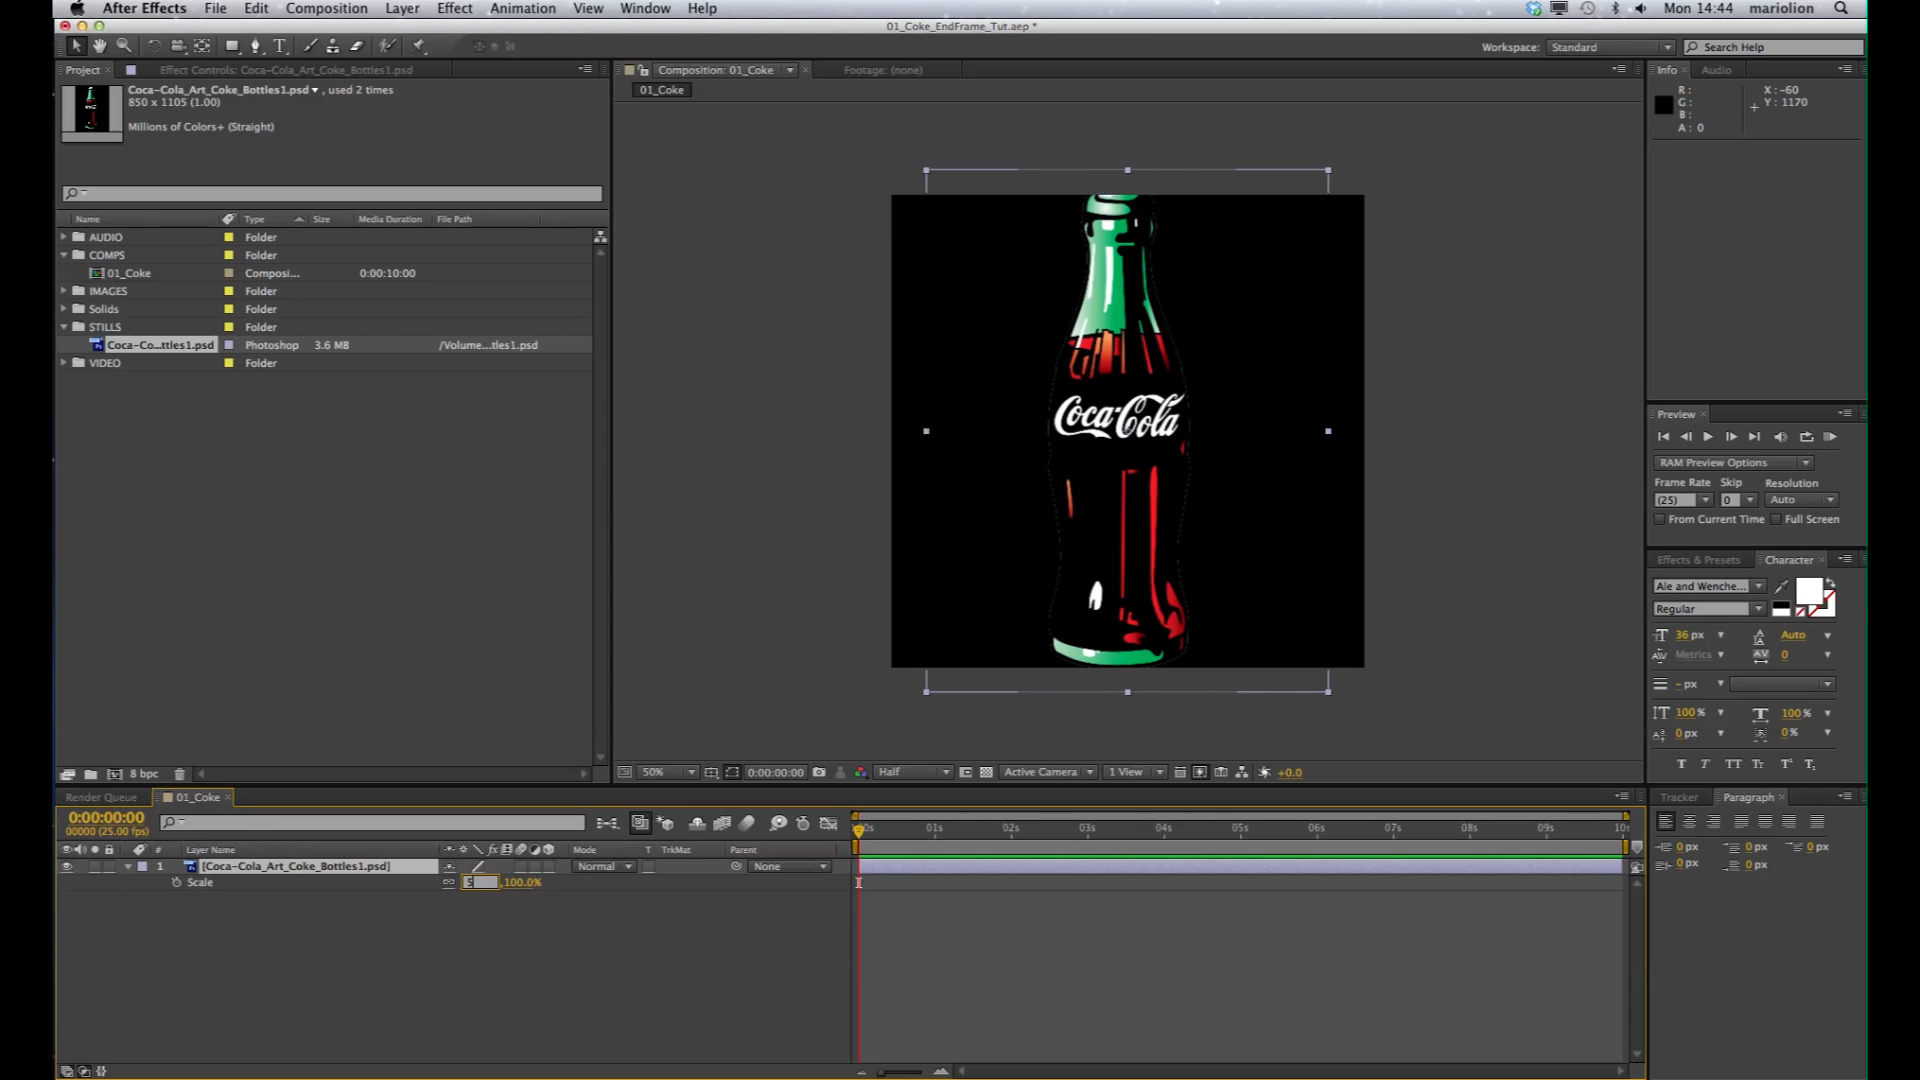 After Effects File Edit Composition Layer Effect Animation View Window Help Mon 14:44 mariolion
01_Coke_EndFrame_Tut.aep *
Workspace: Standard Search Help
Project Effect Controls: Coca-Cola_Art_Coke_Bottles1.psd Composition: 01_Coke Footage: (none) Info Audio
Coca-Cola_Art_Coke_Bottles1.psd , used 2 times
850 x 1105 (1.00)
Millions of Colors+ (Straight)
01_Coke
R :
G :
B :
A : 0
X : -60
Y : 1170
Name Type Size Media Duration File Path
AUDIO Folder
COMPS Folder
01_Coke Composi... 0:00:10:00
IMAGES Folder
Solids Folder
STILLS Folder
Coca-Co...ttles1.psd Photoshop 3.6 MB /Volume...tles1.psd
VIDEO Folder
Coca-Cola
Preview
RAM Preview Options
Frame Rate Skip Resolution
(25) 0 Auto
From Current Time Full Screen
Effects & Presets Character
Ale and Wenche...
Regular
36 px Auto
Metrics 0
- px
100 % 100 %
0 px 0 %
T T TT Tr T¹ T₁
8 bpc
50% 0:00:00:00 Half Active Camera 1 View +0.0
Render Queue 01_Coke
Tracker Paragraph
0:00:00:00
00000 (25.00 fps)
01s 02s 03s 04s 05s 06s 07s 08s 09s
# Layer Name Mode T TrkMat Parent
1 [Coca-Cola_Art_Coke_Bottles1.psd] Normal None
Scale 5 ,100.0%
0 px 0 px 0 px
0 px 0 px